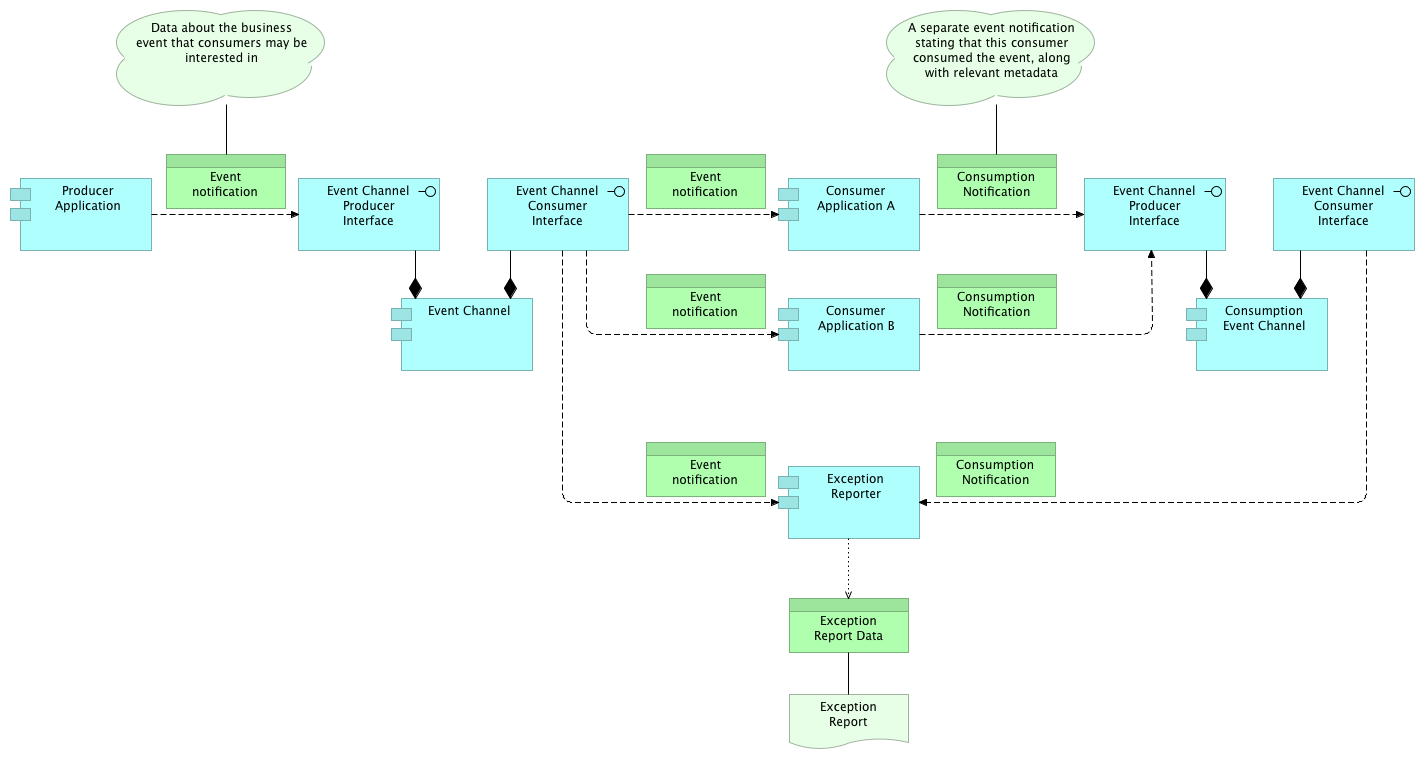 Data about the business
event that consumers may be
interested in
A separate event notification
stating that this consumer
consumed the event, along
with relevant metadata
Producer
Application
Event
notification
Event Channel
Producer
Interface
Event Channel
Consumer
Interface
Event
notification
Consumer
Application A
Consumption
Notification
Event Channel
Producer
Interface
Event Channel
Consumer
Interface
Event Channel
Event
notification
Consumer
Application B
Consumption
Notification
Consumption
Event Channel
Event
notification
Exception
Reporter
Consumption
Notification
Exception
Report Data
Exception
Report